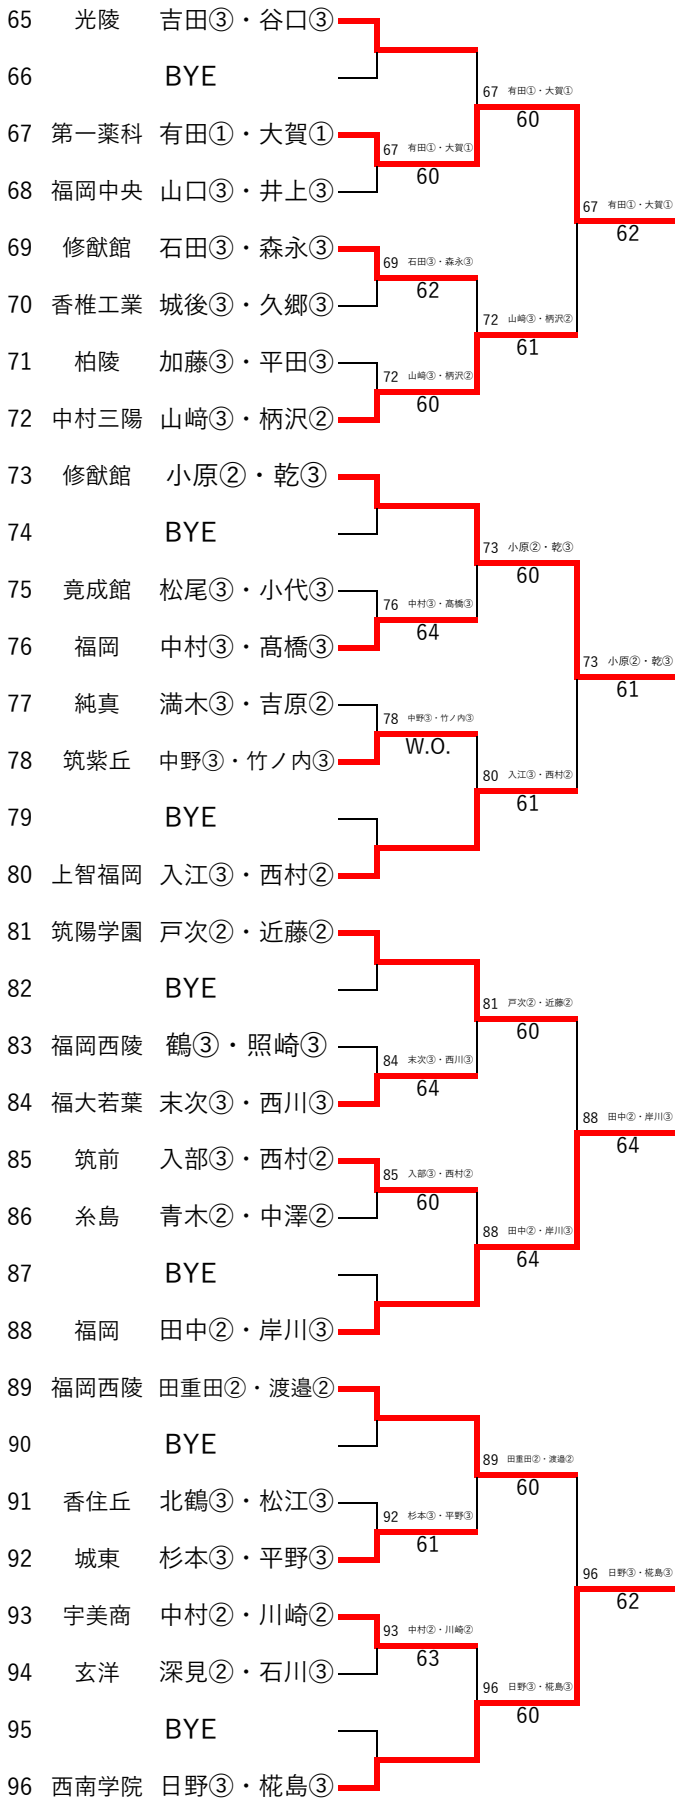 65 光陵 吉田③・谷口③
66 BYE
67 有田①・大賀①
60
67 第一薬科 有田①・大賀①
67 有田①・大賀①
60
68 福岡中央 山口③・井上③
67 有田①・大賀①
62
69 修猷館 石田③・森永③
69 石田③・森永③
62
70 香椎工業 城後③・久郷③
72 山﨑③・柄沢②
61
71 柏陵 加藤③・平田③
72 山﨑③・柄沢②
60
72 中村三陽 山﨑③・柄沢②
73 修猷館 小原②・乾③
74 BYE
73 小原②・乾③
60
75 竟成館 松尾③・小代③
76 中村③・髙橋③
64
76 福岡 中村③・髙橋③
73 小原②・乾③
61
77 純真 満木③・吉原②
78 中野③・竹ノ内③
W.O.
78 筑紫丘 中野③・竹ノ内③
80 入江③・西村②
61
79 BYE
80 上智福岡 入江③・西村②
81 筑陽学園 戸次②・近藤②
82 BYE
81 戸次②・近藤②
60
83 福岡西陵 鶴③・照崎③
84 末次③・西川③
64
84 福大若葉 末次③・西川③
88 田中②・岸川③
64
85 筑前 入部③・西村②
85 入部③・西村②
60
86 糸島 青木②・中澤②
88 田中②・岸川③
64
87 BYE
88 福岡 田中②・岸川③
89 福岡西陵 田重田②・渡邉②
90 BYE
89 田重田②・渡邉②
60
91 香住丘 北鶴③・松江③
92 杉本③・平野③
61
92 城東 杉本③・平野③
96 日野③・椛島③
62
93 宇美商 中村②・川崎②
93 中村②・川崎②
63
94 玄洋 深見②・石川③
96 日野③・椛島③
60
95 BYE
96 西南学院 日野③・椛島③